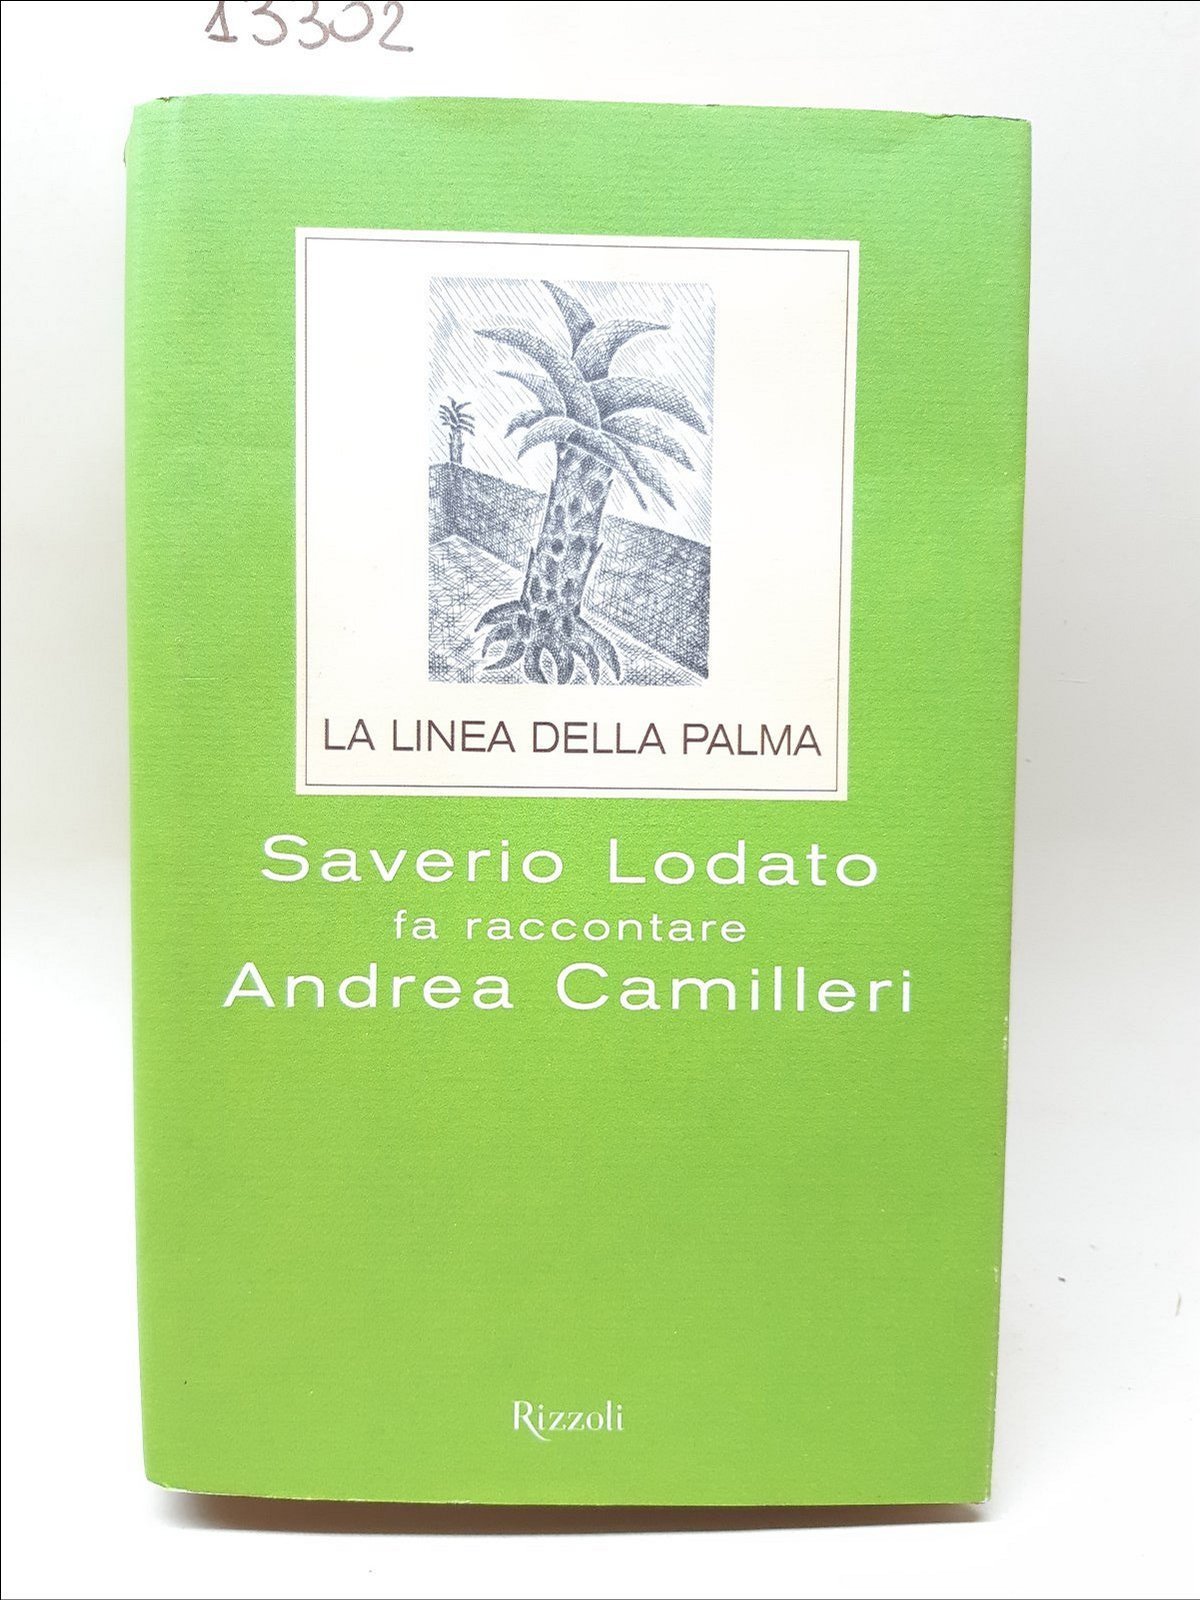 13302
LA LINEA DELLA PALMA
Saverio Lodato
fa raccontare
Andrea Camilleri
Rizzoli